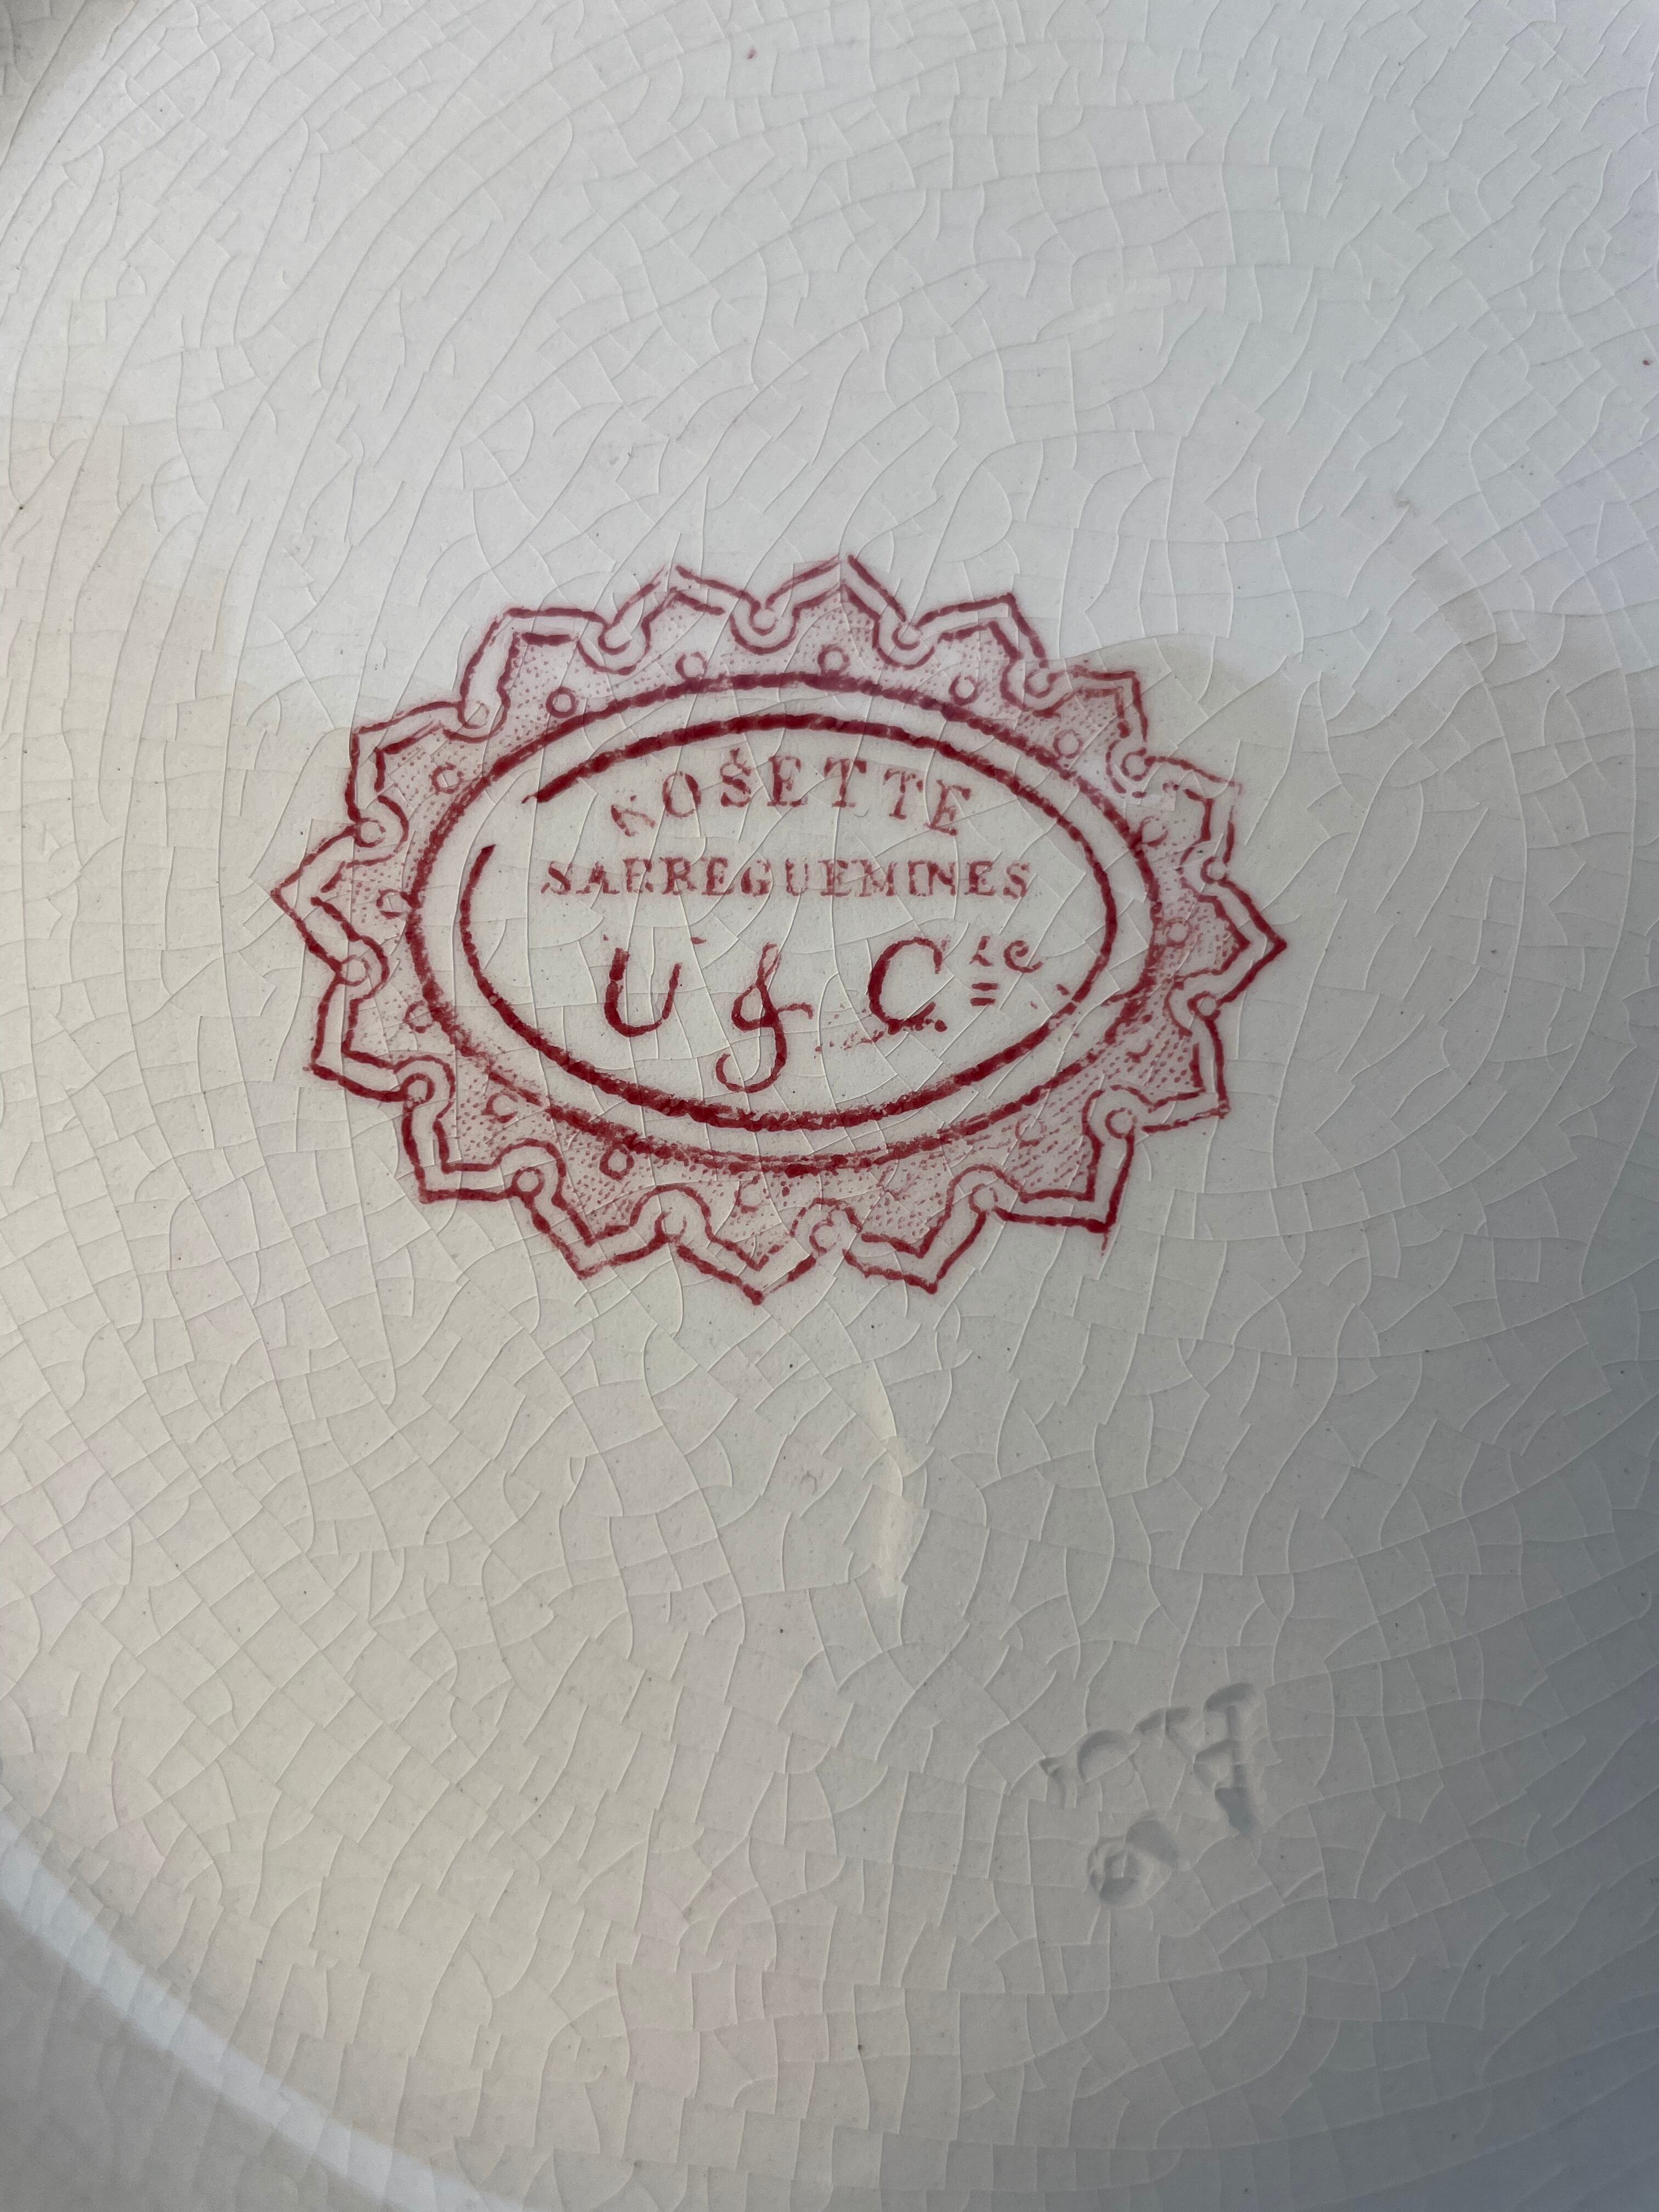 ROSETTE
SARREGUEMINES
U & Cie